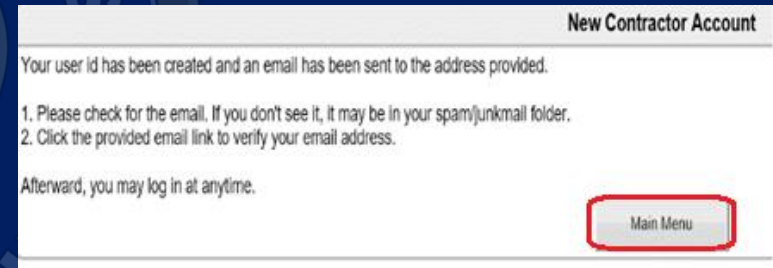 New Contractor Account
Your user id has been created and an email has been sent to the address provided.
1. Please check for the email. If you don't see it, it may be in your spam/junkmail folder.
2. Click the provided email link to verify your email address.
Afterward, you may log in at anytime.
Main Menu